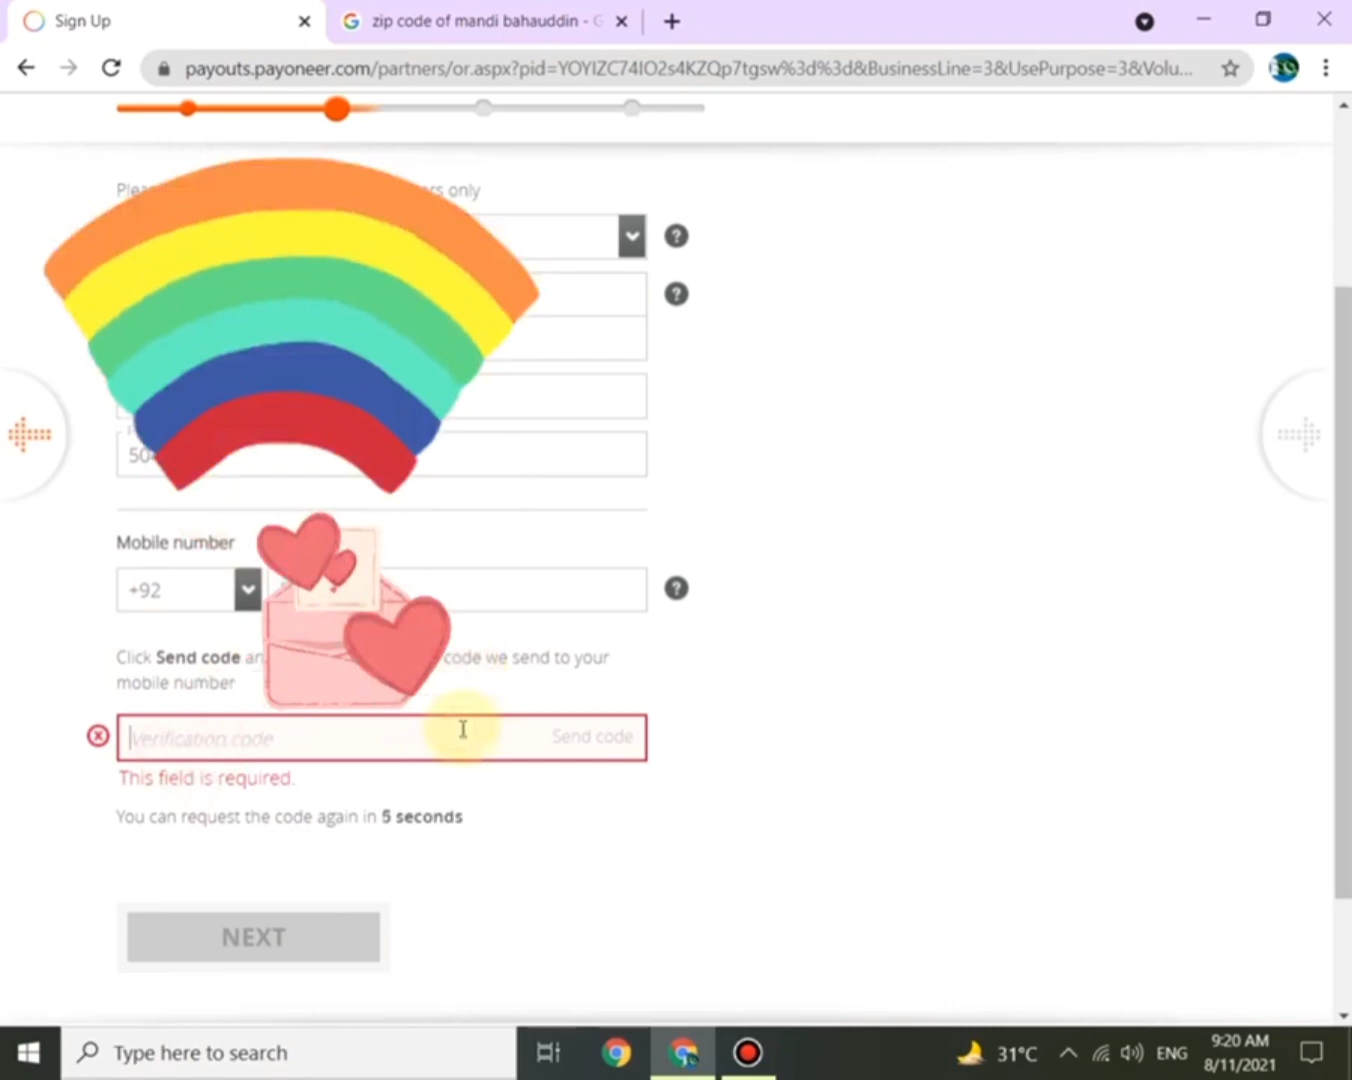 Sign Up
zip code of mandi bahauddin - G
payouts.payoneer.com/partners/or.aspx?pid=YOYIZC74IO2s4KZQp7tgsw%3d%3d&BusinessLine=3&UsePurpose=3&Volu...
only
?
?
50
Mobile number
+92
?
Click Send code code we send to your
mobile number
Verification code Send code
This field is required.
You can request the code again in 5 seconds
NEXT
Type here to search
31°C ENG
9:20 AM
8/11/2021